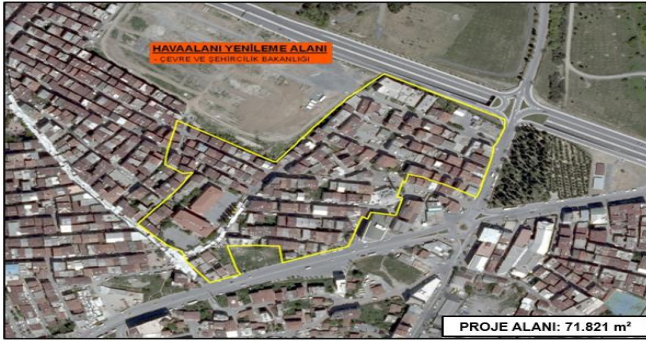 HAVAALANI YENİLEME ALANI
- ÇEVRE VE ŞEHİRCİLİK BAKANLIĞI
PROJE ALANI: 71.821 m²